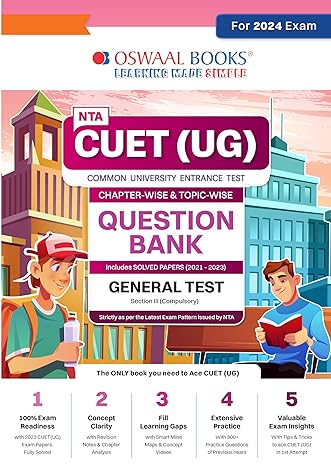 For 2024 Exam
OSWAAL BOOKS®
LEARNING MADE SIMPLE
NTA
CUET (UG)
COMMON UNIVERSITY ENTRANCE TEST
CHAPTER-WISE & TOPIC-WISE
QUESTION
BANK
Includes SOLVED PAPERS (2021 - 2023)
GENERAL TEST
Section III (Compulsory)
Strictly as per the Latest Exam Pattern issued by NTA
The ONLY book you need to Ace CUET (UG)
1
100% Exam
Readiness
with 2023 CUET(UG)
Exam Papers
Fully Solved
2
Concept
Clarity
with Revision
Notes & Chapter
Analysis
3
Fill
Learning Gaps
with Smart Mind
Maps & Concept
Videos
4
Extensive
Practice
With 800+
Practice Questions
of Previous Years
5
Valuable
Exam Insights
With Tips & Tricks
to ace CUET (UG)
in 1st Attempt